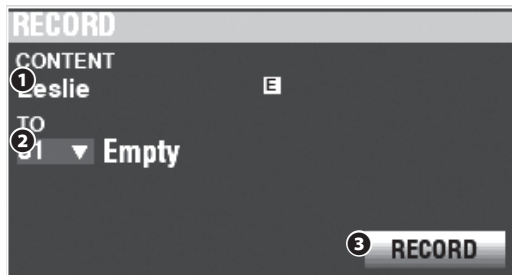 RECORD
CONTENT
1 Leslie E
TO
2 01 ▼ Empty
3 RECORD